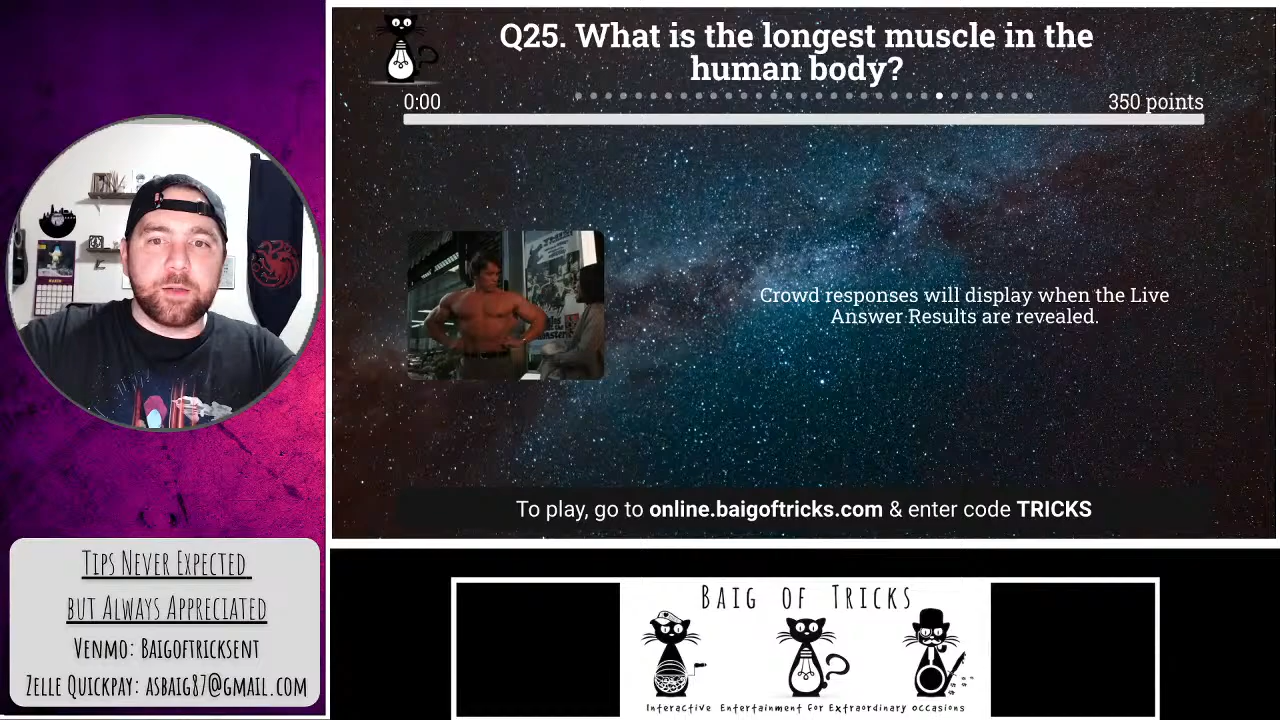 Q25. What is the longest muscle in the
human body?
0:00
350 points
Crowd responses will display when the Live
Answer Results are revealed.
To play, go to online.baigoftricks.com & enter code TRICKS
Tips Never Expected
but Always Appreciated
Venmo: Baigoftricksent
Zelle Quickpay: asbaig87@gmail.com
Baig of Tricks
Interactive Entertainment for Extraordinary occasions